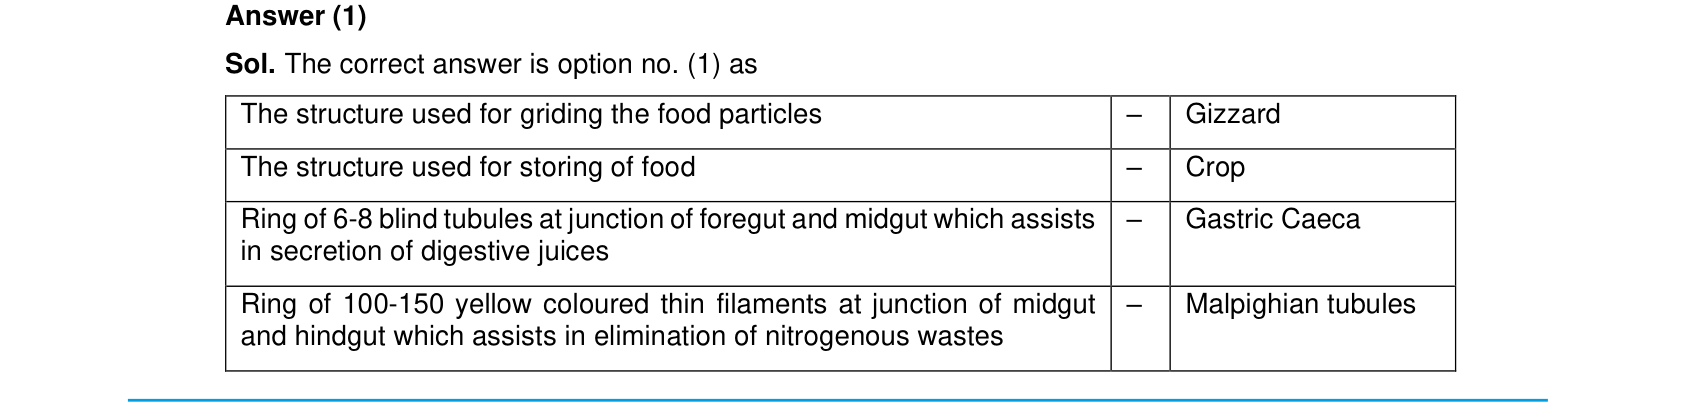 Answer (1)
Sol. The correct answer is option no. (1) as
The structure used for griding the food particles – Gizzard
The structure used for storing of food – Crop
Ring of 6-8 blind tubules at junction of foregut and midgut which assists – Gastric Caeca
in secretion of digestive juices
Ring of 100-150 yellow coloured thin filaments at junction of midgut – Malpighian tubules
and hindgut which assists in elimination of nitrogenous wastes